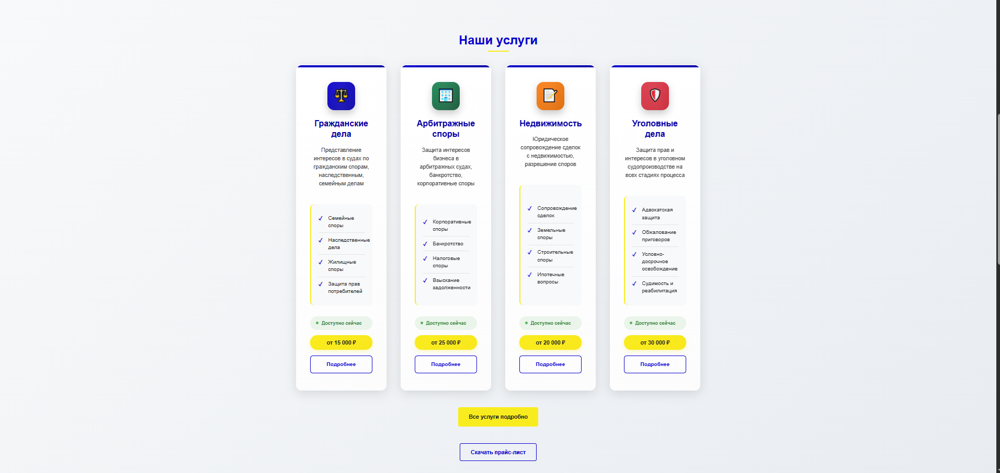 Наши услуги
Гражданские
дела
Представление
интересов в судах по
гражданским спорам,
наследственным,
семейным делам
✓ Семейные
споры
✓ Наследственные
дела
✓ Жилищные
споры
✓ Защита прав
потребителей
Доступно сейчас
от 15 000 ₽
Подробнее
Арбитражные
споры
Защита интересов
бизнеса в
арбитражных судах,
банкротство,
корпоративные споры
✓ Корпоративные
споры
✓ Банкротство
✓ Налоговые
споры
✓ Взыскание
задолженности
Доступно сейчас
от 25 000 ₽
Подробнее
Недвижимость
Юридическое
сопровождение сделок
с недвижимостью,
разрешение споров
✓ Сопровождение
сделок
✓ Земельные
споры
✓ Строительные
споры
✓ Ипотечные
вопросы
Доступно сейчас
от 20 000 ₽
Подробнее
Уголовные
дела
Защита прав и
интересов в уголовном
судопроизводстве на
всех стадиях процесса
✓ Адвокатская
защита
✓ Обжалование
приговоров
✓ Условно-
досрочное
освобождение
✓ Судимость и
реабилитация
Доступно сейчас
от 30 000 ₽
Подробнее
Все услуги подробно
Скачать прайс-лист